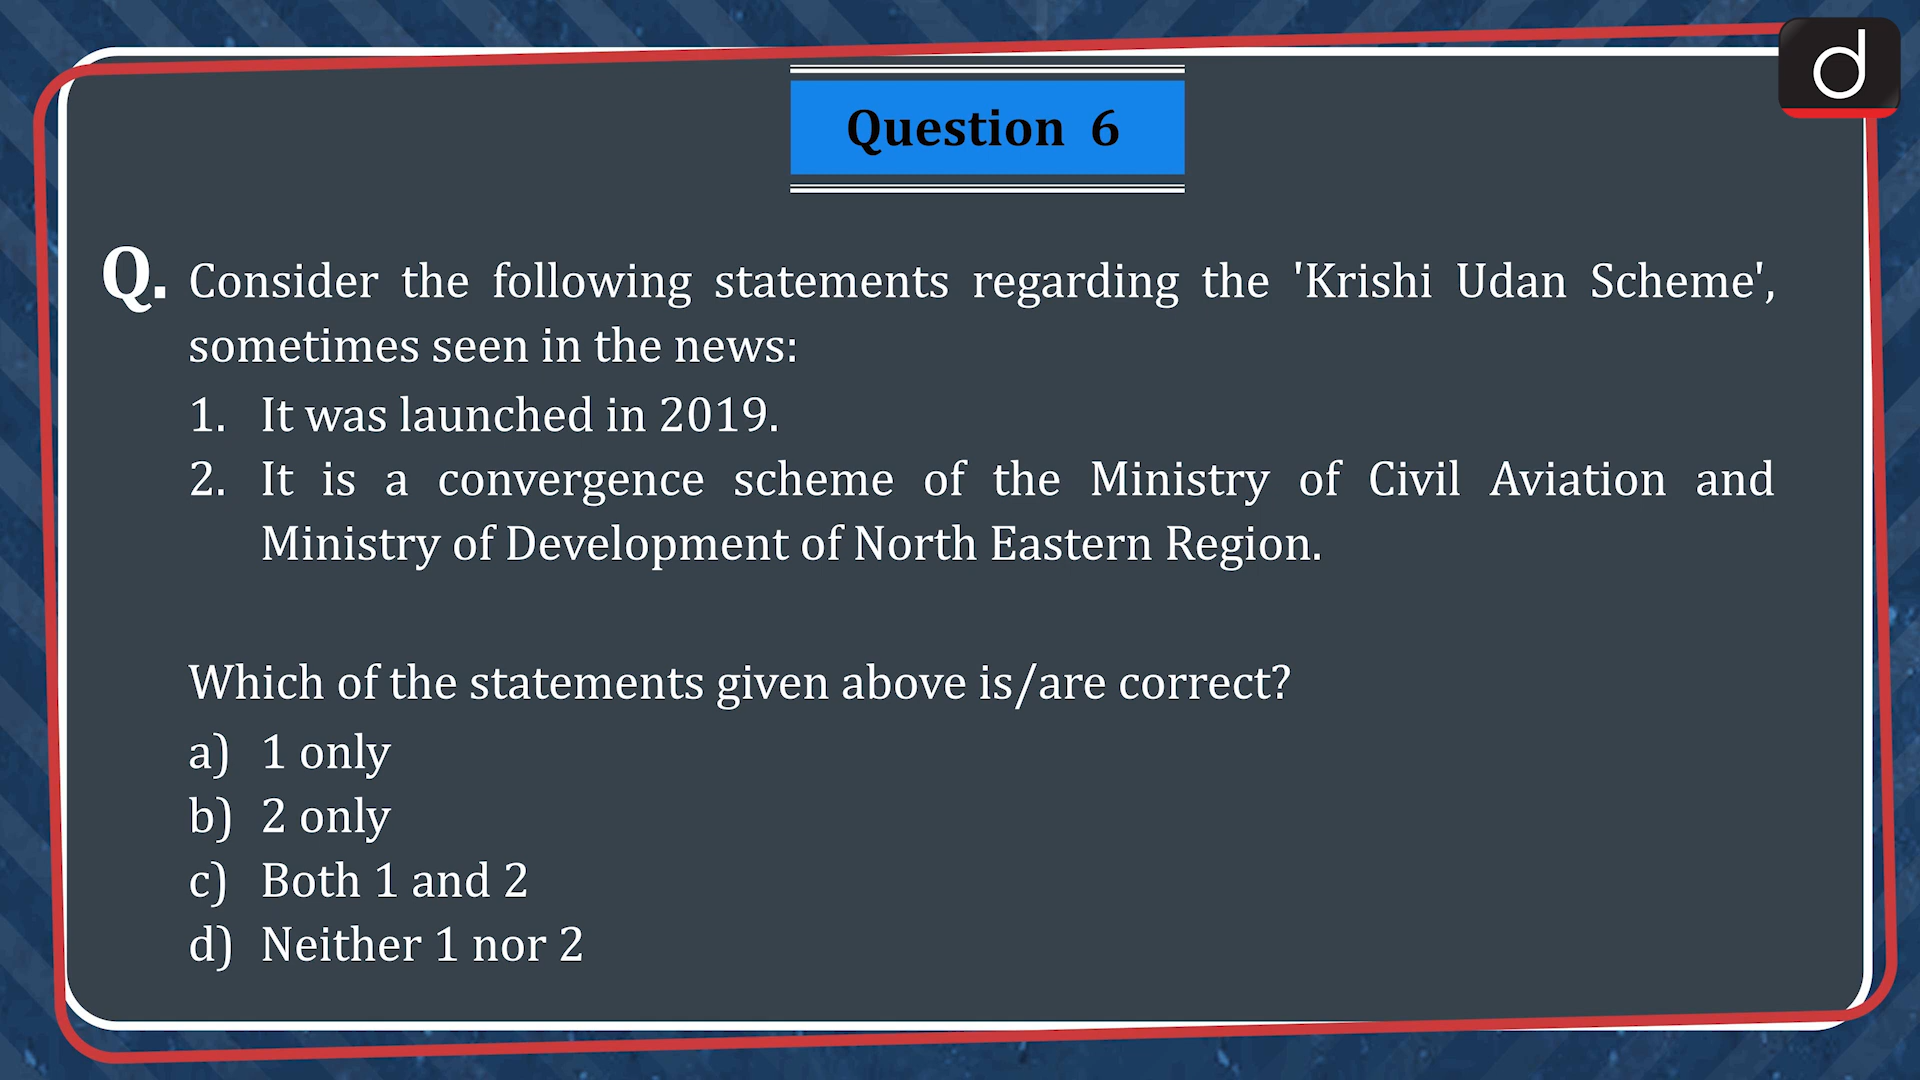 d
Question 6
Q. Consider the following statements regarding the 'Krishi Udan Scheme',
sometimes seen in the news:
1. It was launched in 2019.
2. It is a convergence scheme of the Ministry of Civil Aviation and
Ministry of Development of North Eastern Region.
Which of the statements given above is/are correct?
a) 1 only
b) 2 only
c) Both 1 and 2
d) Neither 1 nor 2